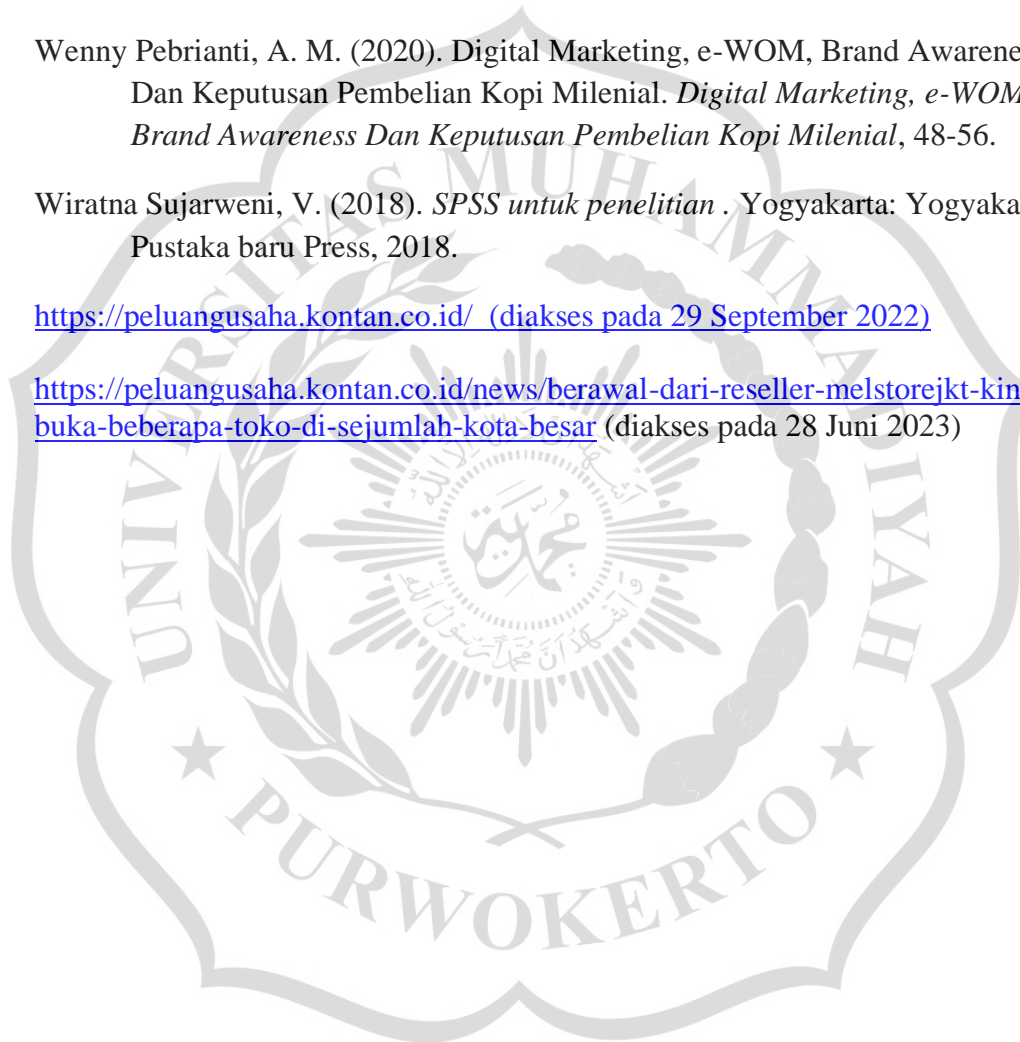 Wenny Pebrianti, A. M. (2020). Digital Marketing, e-WOM, Brand Awarene
Dan Keputusan Pembelian Kopi Milenial. Digital Marketing, e-WOM
Brand Awareness Dan Keputusan Pembelian Kopi Milenial, 48-56.
Wiratna Sujarweni, V. (2018). SPSS untuk penelitian . Yogyakarta: Yogyaka
Pustaka baru Press, 2018.
https://peluangusaha.kontan.co.id/ (diakses pada 29 September 2022)
https://peluangusaha.kontan.co.id/news/berawal-dari-reseller-melstorejkt-kin
buka-beberapa-toko-di-sejumlah-kota-besar (diakses pada 28 Juni 2023)
UNIVERSITAS MUHAMMADIYAH
PURWOKERTO